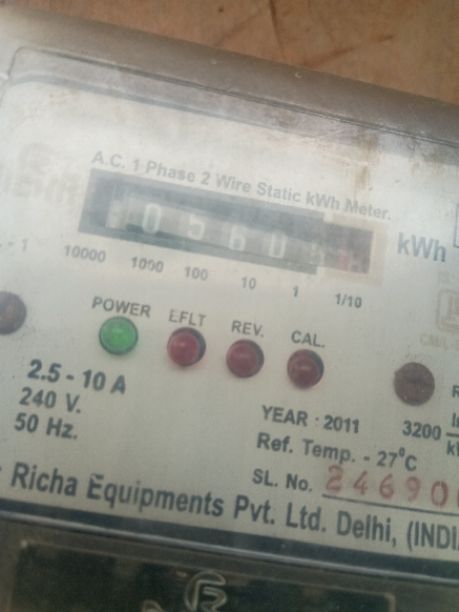 A.C. 1 Phase 2 Wire Static kWh Meter.
0560
kWh
10000 1000 100 10 1 1/10
POWER EFLT REV. CAL.
2.5 - 10 A
240 V.
50 Hz.
YEAR : 2011
3200
Ref. Temp. - 27°C
SL. No. 24690
Richa Equipments Pvt. Ltd. Delhi, (INDI